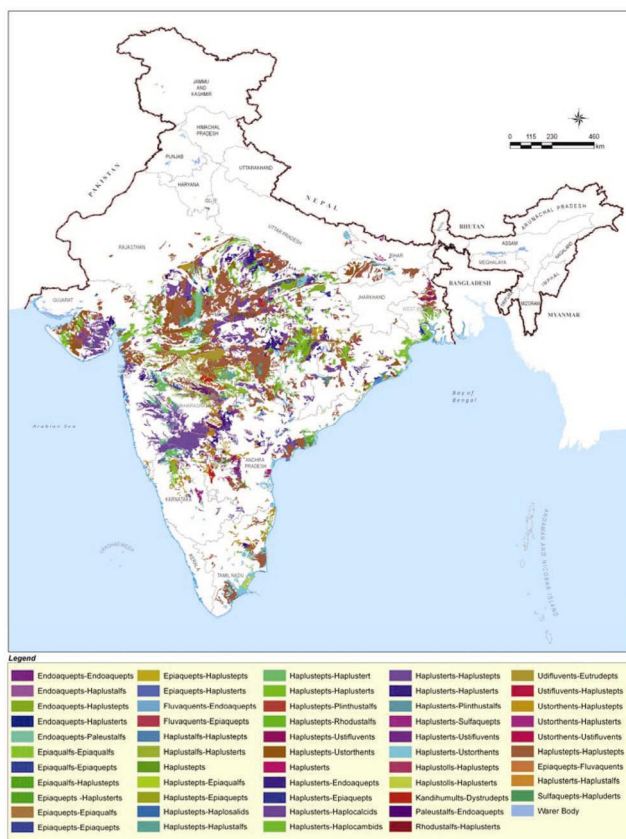 JAMMU
AND
KASHMIR
HIMACHAL
PRADESH
PUNJAB
UTTARAKHAND
HARYANA
PAKISTAN
NEPAL
0 115 230 460
km
RAJASTHAN
UTTAR PRADESH
BIHAR
BHUTAN
ARUNACHAL PRADESH
ASSAM
NAGALAND
MEGHALAYA
IMPHAL
BANGLADESH
MIZORAM
MYANMAR
GUJARAT
JHARKHAND
Arabian Sea
Bay of
Bengal
ANDHRA
PRADESH
KARNATAKA
KERALA
TAMIL NADU
ANDAMAN AND NICOBAR ISLAND
Legend
Endoaquepts-Endoaquepts
Endoaquepts-Haplustalfs
Endoaquepts-Haplustepts
Endoaquepts-Haplusterts
Endoaquepts-Paleustalfs
Epiaqualfs-Epiaqualfs
Epiaqualfs-Epiaquepts
Epiaqualfs-Haplustepts
Epiaquepts -Haplusterts
Epiaquepts-Epiaqualfs
Epiaquepts-Epiaquepts
Epiaquepts-Haplustepts
Epiaquepts-Haplusterts
Fluvaquents-Endoaquepts
Fluvaquents-Epiaquepts
Haplustalfs-Haplustepts
Haplustalfs-Haplusterts
Haplustepts
Haplustepts-Epiaqualfs
Haplustepts-Epiaquepts
Haplustepts-Haplosalids
Haplustepts-Haplustalfs
Haplustepts-Haplustert
Haplustepts-Haplusterts
Haplustepts-Plinthustalfs
Haplustepts-Rhodustalfs
Haplustepts-Ustifluvents
Haplustepts-Ustorthents
Haplusterts
Haplusterts-Endoaquepts
Haplusterts-Epiaquepts
Haplusterts-Haplocalcids
Haplusterts-Haplocambids
Haplusterts-Haplustepts
Haplusterts-Haplusterts
Haplusterts-Plinthustalfs
Haplusterts-Sulfaquepts
Haplusterts-Ustifluvents
Haplusterts-Ustorthents
Haplustolls-Haplustepts
Haplustolls-Haplusterts
Kandihumults-Dystrudepts
Paleustalfs-Endoaquepts
Rhodustalfs-Haplusterts
Udifluvents-Eutrudepts
Ustifluvents-Haplustepts
Ustorthents-Haplustepts
Ustorthents-Haplusterts
Ustorthents-Ustifluvents
Haplustepts-Haplustepts
Epiaquepts-Fluvaquents
Haplusterts-Haplustalfs
Sulfaquepts-Hapluderts
Warer Body